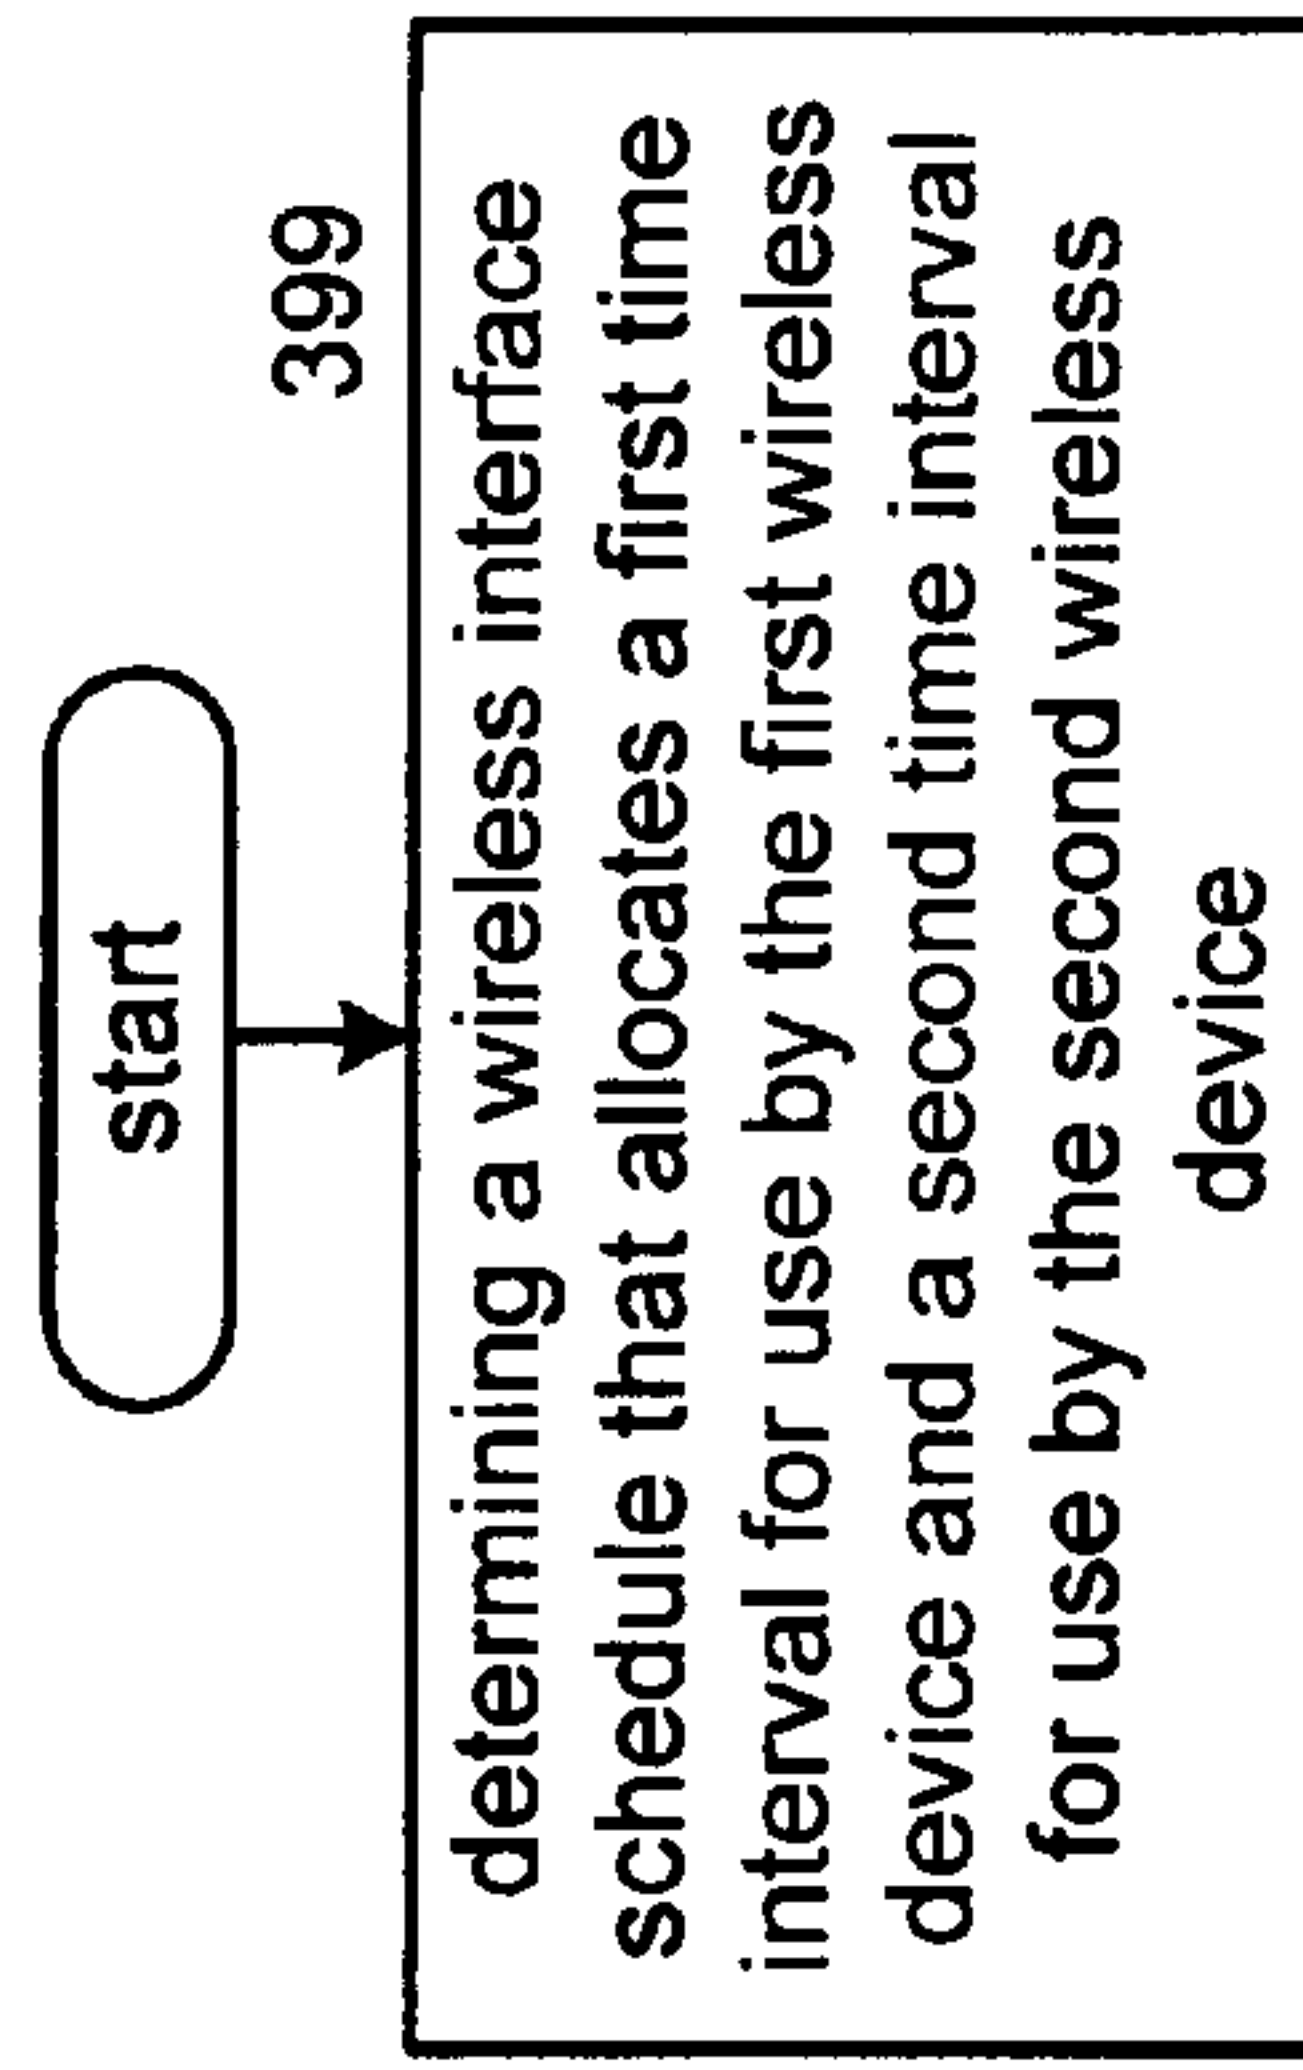 start
399
determining a wireless interface
schedule that allocates a first time
interval for use by the first wireless
device and a second time interval
for use by the second wireless
device